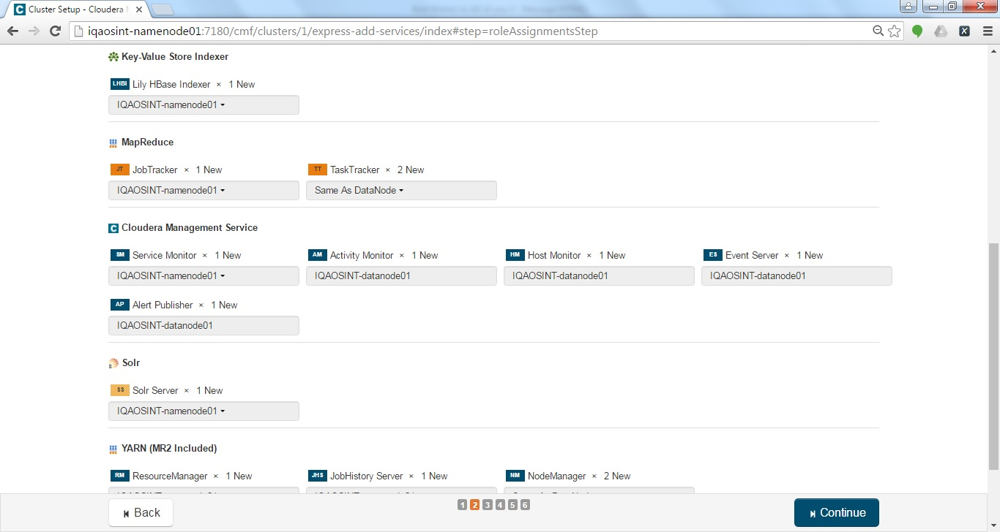 Cluster Setup - Cloudera M
iqaosint-namenode01:7180/cmf/clusters/1/express-add-services/index#step=roleAssignmentsStep
Key-Value Store Indexer
LHBI Lily HBase Indexer × 1 New
IQAOSINT-namenode01
MapReduce
JT JobTracker × 1 New TT TaskTracker × 2 New
IQAOSINT-namenode01 Same As DataNode
C Cloudera Management Service
SM Service Monitor × 1 New AM Activity Monitor × 1 New HM Host Monitor × 1 New ES Event Server × 1 New
IQAOSINT-namenode01 IQAOSINT-datanode01 IQAOSINT-datanode01 IQAOSINT-datanode01
AP Alert Publisher × 1 New
IQAOSINT-datanode01
Solr
SS Solr Server × 1 New
IQAOSINT-namenode01
YARN (MR2 Included)
RM ResourceManager × 1 New JHS JobHistory Server × 1 New NM NodeManager × 2 New
Back 1 2 3 4 5 6 Continue